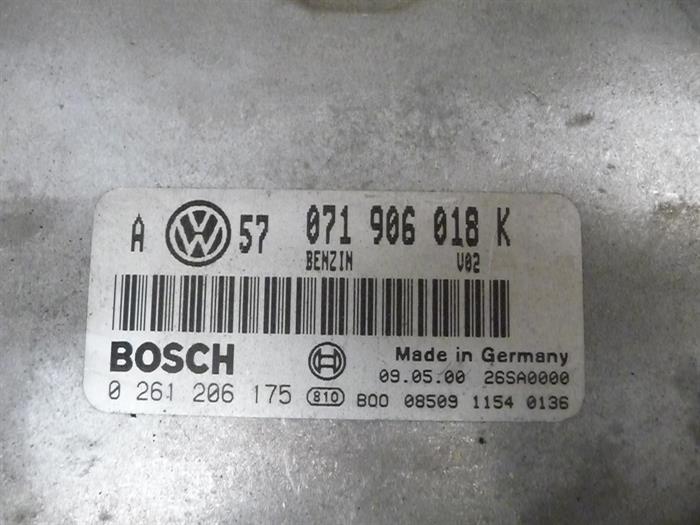 A VW 57 071 906 018 K
BENZIN V02
BOSCH Made in Germany
09.05.00 26SA0000
0 261 206 175 810 B00 08509 1154 0136